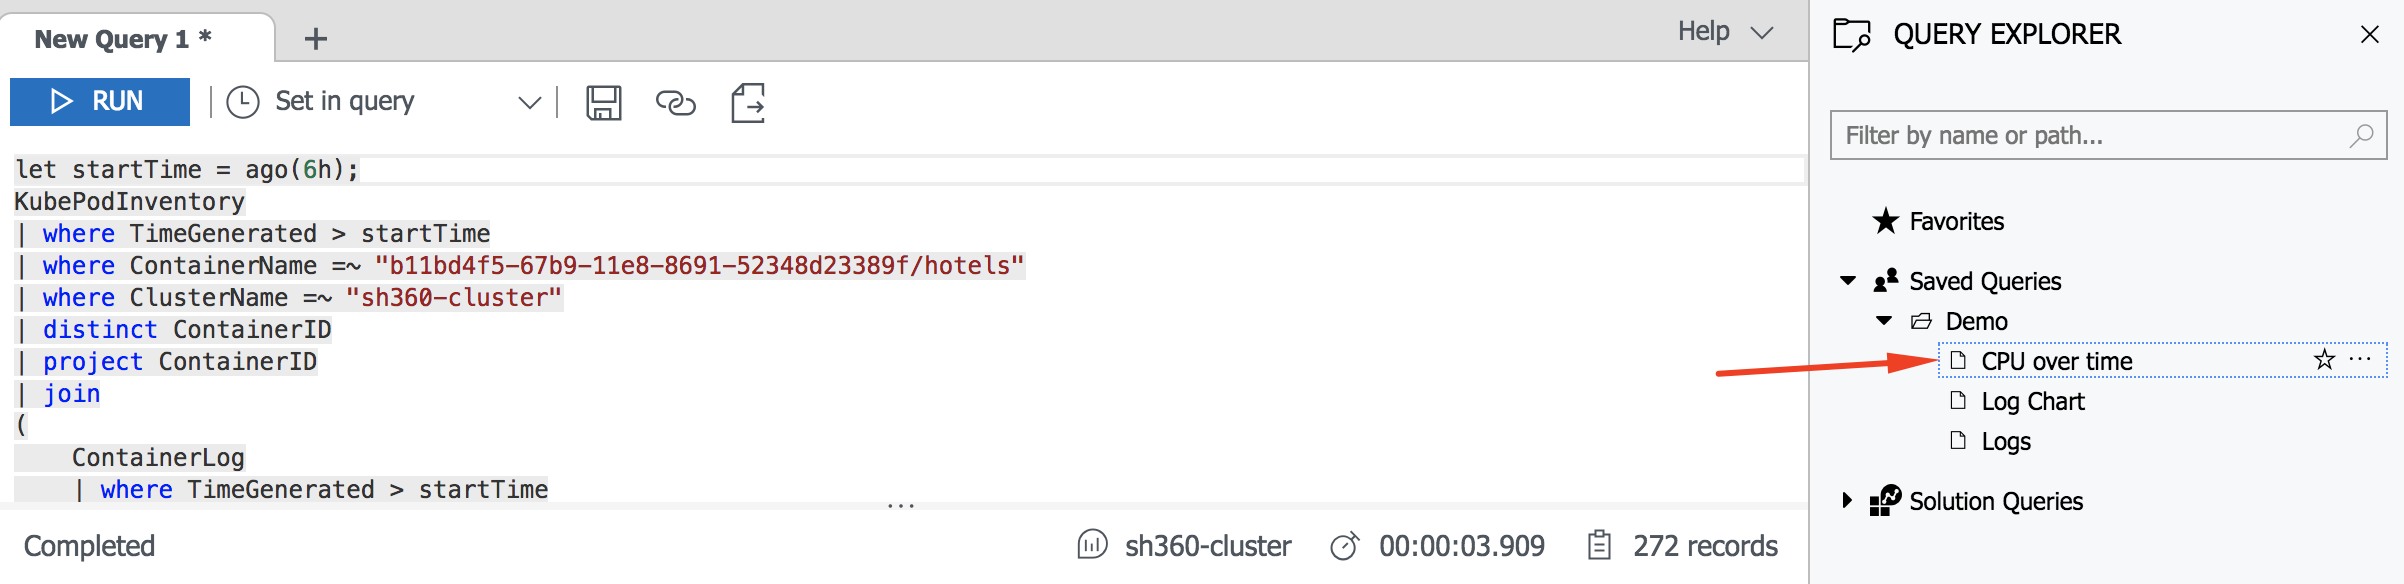 New Query 1 *
Help
RUN
Set in query
let startTime = ago(6h);
KubePodInventory
| where TimeGenerated > startTime
| where ContainerName =~ "b11bd4f5-67b9-11e8-8691-52348d23389f/hotels"
| where ClusterName =~ "sh360-cluster"
| distinct ContainerID
| project ContainerID
| join
(
ContainerLog
| where TimeGenerated > startTime
Completed
sh360-cluster
00:00:03.909
272 records
QUERY EXPLORER
Filter by name or path...
Favorites
Saved Queries
Demo
CPU over time
Log Chart
Logs
Solution Queries